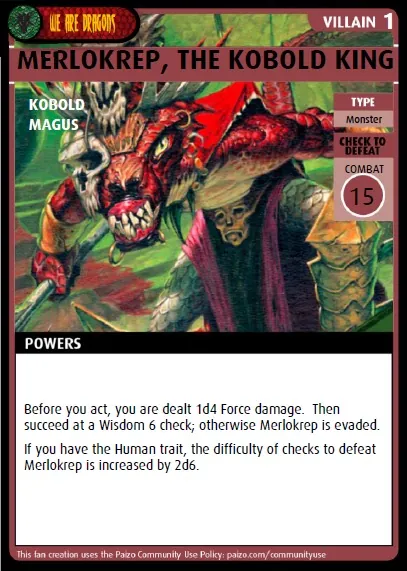 WE ARE DRAGONS
VILLAIN 1
MERLOKREP, THE KOBOLD KING
KOBOLD
MAGUS
TYPE
Monster
CHECK TO
DEFEAT
COMBAT
15
POWERS
Before you act, you are dealt 1d4 Force damage. Then
succeed at a Wisdom 6 check; otherwise Merlokrep is evaded.
If you have the Human trait, the difficulty of checks to defeat
Merlokrep is increased by 2d6.
This fan creation uses the Paizo Community Use Policy: paizo.com/communityuse